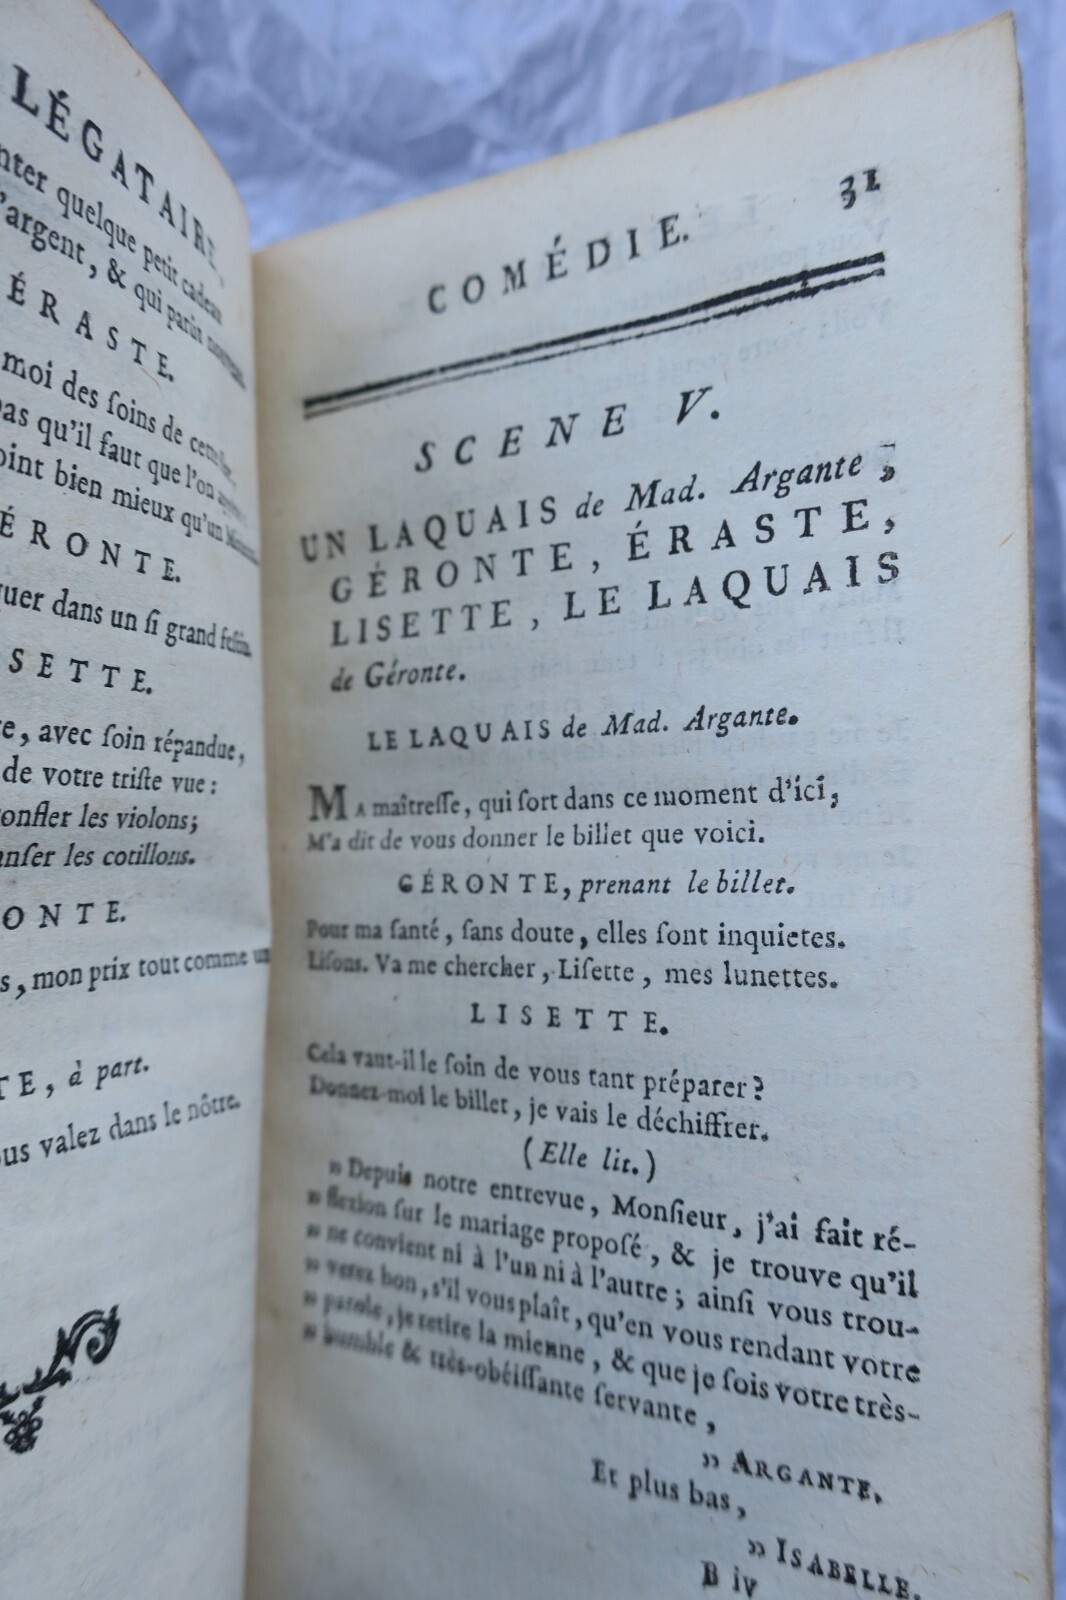 LÉGATAIRE,
nter quelque petit cadeau
'argent, & qui parût nouveau.
ÉRASTE.
moi des ſoins de cette
pas qu'il faut que l'on
oint bien mieux qu'un
ÉRONTE.
uer dans un ſi grand feſtin.
SETTE.
e, avec ſoin répandue,
de votre triſte vue:
onfler les violons;
anſer les cotillons.
ONTE.
s, mon prix tout comme un
TE, à part.
ous valez dans le nôtre.
COMÉDIE. 31
SCENE V.
UN LAQUAIS de Mad. Argante,
GÉRONTE, ÉRASTE,
LISETTE, LE LAQUAIS
de Géronte.
LE LAQUAIS de Mad. Argante.
MA maîtreſſe, qui ſort dans ce moment d'ici,
M'a dit de vous donner le billet que voici.
GÉRONTE, prenant le billet.
Pour ma ſanté, ſans doute, elles ſont inquietes.
Liſons. Va me chercher, Liſette, mes lunettes.
LISETTE.
Cela vaut-il le ſoin de vous tant préparer?
Donnez-moi le billet, je vais le déchiffrer.
(Elle lit.)
» Depuis notre entrevue, Monſieur, j'ai fait ré-
» flexion ſur le mariage propoſé, & je trouve qu'il
» ne convient ni à l'un ni à l'autre; ainſi vous trou-
» verez bon, s'il vous plaît, qu'en vous rendant votre
» parole, je retire la mienne, & que je ſois votre très-
» humble & très-obéiſſante ſervante,
» ARGANTE.
Et plus bas,
» ISABELLE.
B iv